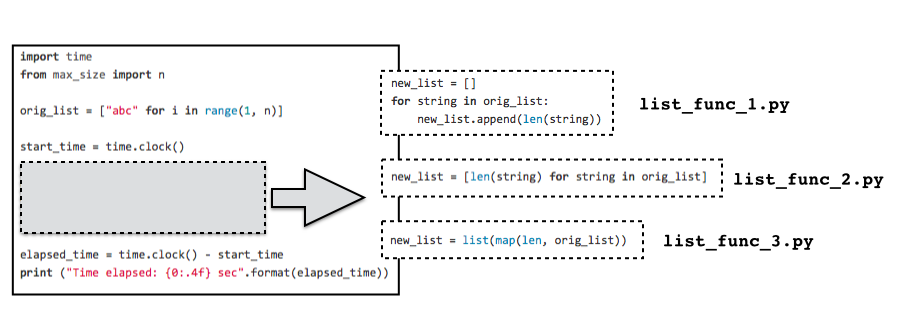 import time
from max_size import n
orig_list = ["abc" for i in range(1, n)]
start_time = time.clock()
elapsed_time = time.clock() - start_time
print ("Time elapsed: {0:.4f} sec".format(elapsed_time))
new_list = []
for string in orig_list:
    new_list.append(len(string))
list_func_1.py
new_list = [len(string) for string in orig_list]
list_func_2.py
new_list = list(map(len, orig_list))
list_func_3.py